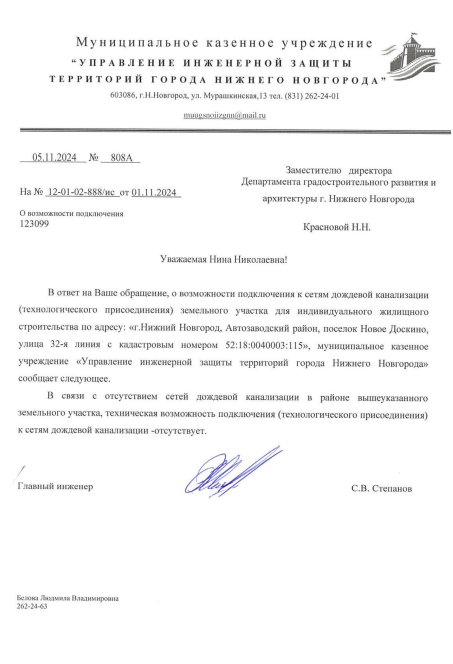 Муниципальное казенное учреждение
"УПРАВЛЕНИЕ ИНЖЕНЕРНОЙ ЗАЩИТЫ
ТЕРРИТОРИЙ ГОРОДА НИЖНЕГО НОВГОРОДА"
603086, г.Н.Новгород, ул. Мурашкинская,13 тел. (831) 262-24-01
muugsnoiizgnn@mail.ru
05.11.2024 № 808А
Заместителю директора
Департамента градостроительного развития и
На № 12-01-02-888/ис от 01.11.2024
архитектуры г. Нижнего Новгорода
О возможности подключения
123099
Красновой Н.Н.
Уважаемая Нина Николаевна!
В ответ на Ваше обращение, о возможности подключения к сетям дождевой канализации
(технологического присоединения) земельного участка для индивидуального жилищного
строительства по адресу: «г.Нижний Новгород, Автозаводский район, поселок Новое Доскино,
улица 32-я линия с кадастровым номером 52:18:0040003:115», муниципальное казенное
учреждение «Управление инженерной защиты территорий города Нижнего Новгорода»
сообщает следующее.
В связи с отсутствием сетей дождевой канализации в районе вышеуказанного
земельного участка, техническая возможность подключения (технологического присоединения)
к сетям дождевой канализации -отсутствует.
Главный инженер
С.В. Степанов
Белова Людмила Владимировна
262-24-63